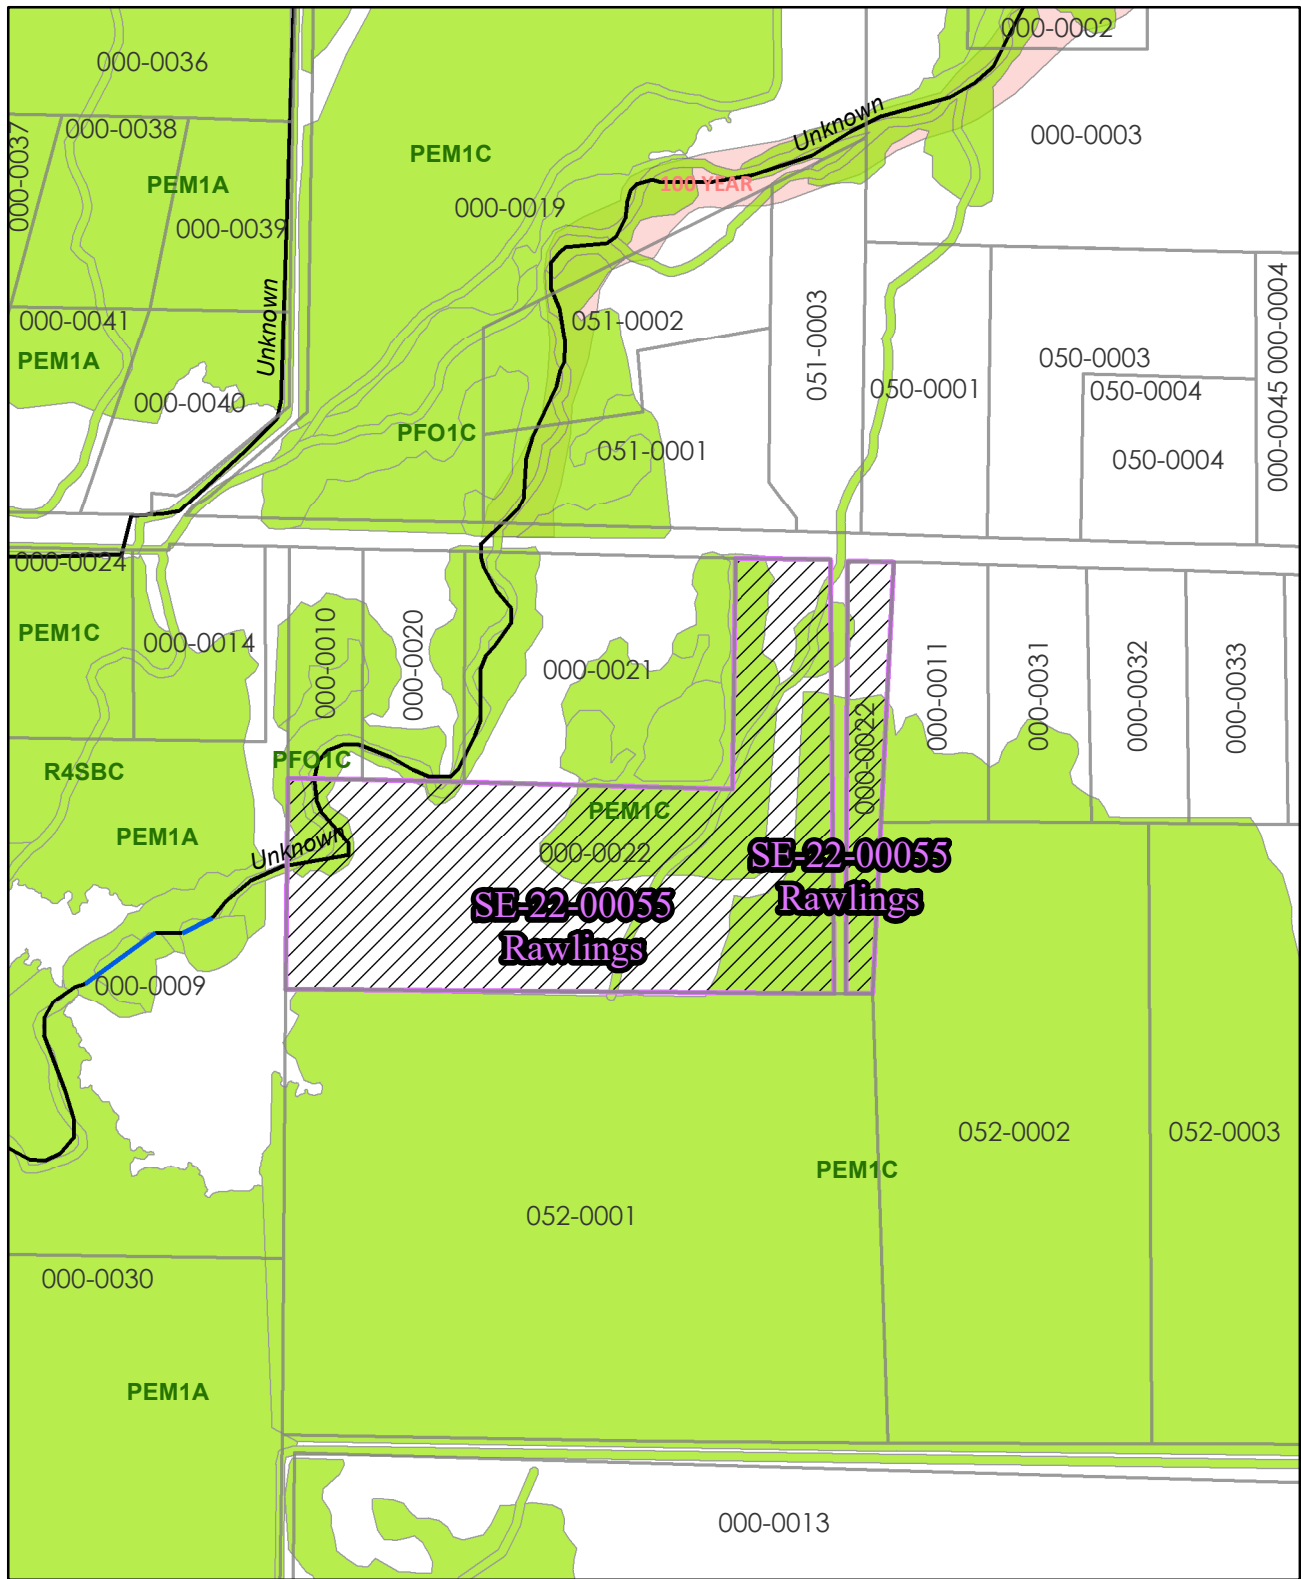 000-0002
000-0036
Unknown
000-0037
000-0038
000-0003
PEM1C
PEM1A
100 YEAR
000-0019
000-0039
Unknown
000-0004
000-0041
051-0002
051-0003
PEM1A
050-0003
000-0040
050-0001
050-0004
000-0045
PFO1C
051-0001
050-0004
000-0024
PEM1C
000-0014
000-0010
000-0020
000-0021
000-0011
000-0031
000-0032
000-0033
000-0022
PFO1C
R4SBC
PEM1C
PEM1A
Unknown
000-0022
SE-22-00055
Rawlings
SE-22-00055
Rawlings
000-0009
052-0002
052-0003
PEM1C
052-0001
000-0030
PEM1A
000-0013